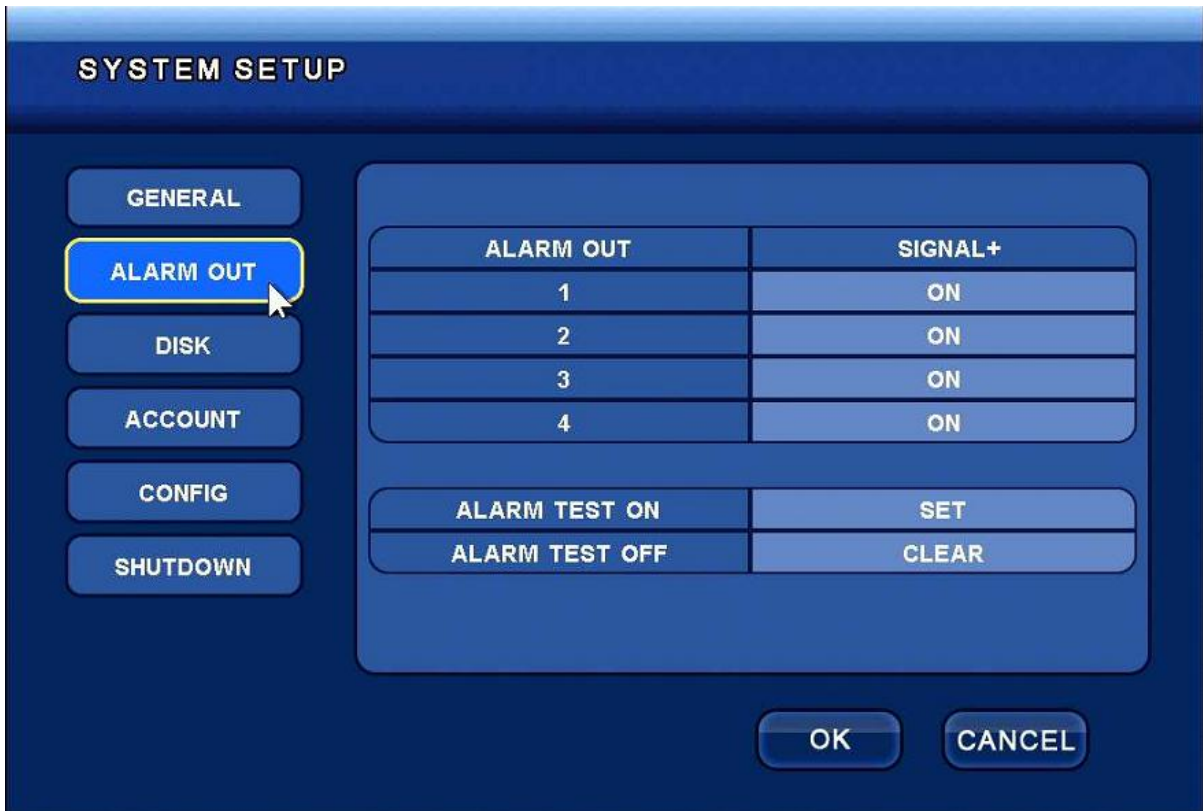 SYSTEM SETUP
GENERAL
ALARM OUT
DISK
ACCOUNT
CONFIG
SHUTDOWN
ALARM OUT SIGNAL+
1 ON
2 ON
3 ON
4 ON
ALARM TEST ON SET
ALARM TEST OFF CLEAR
OK CANCEL